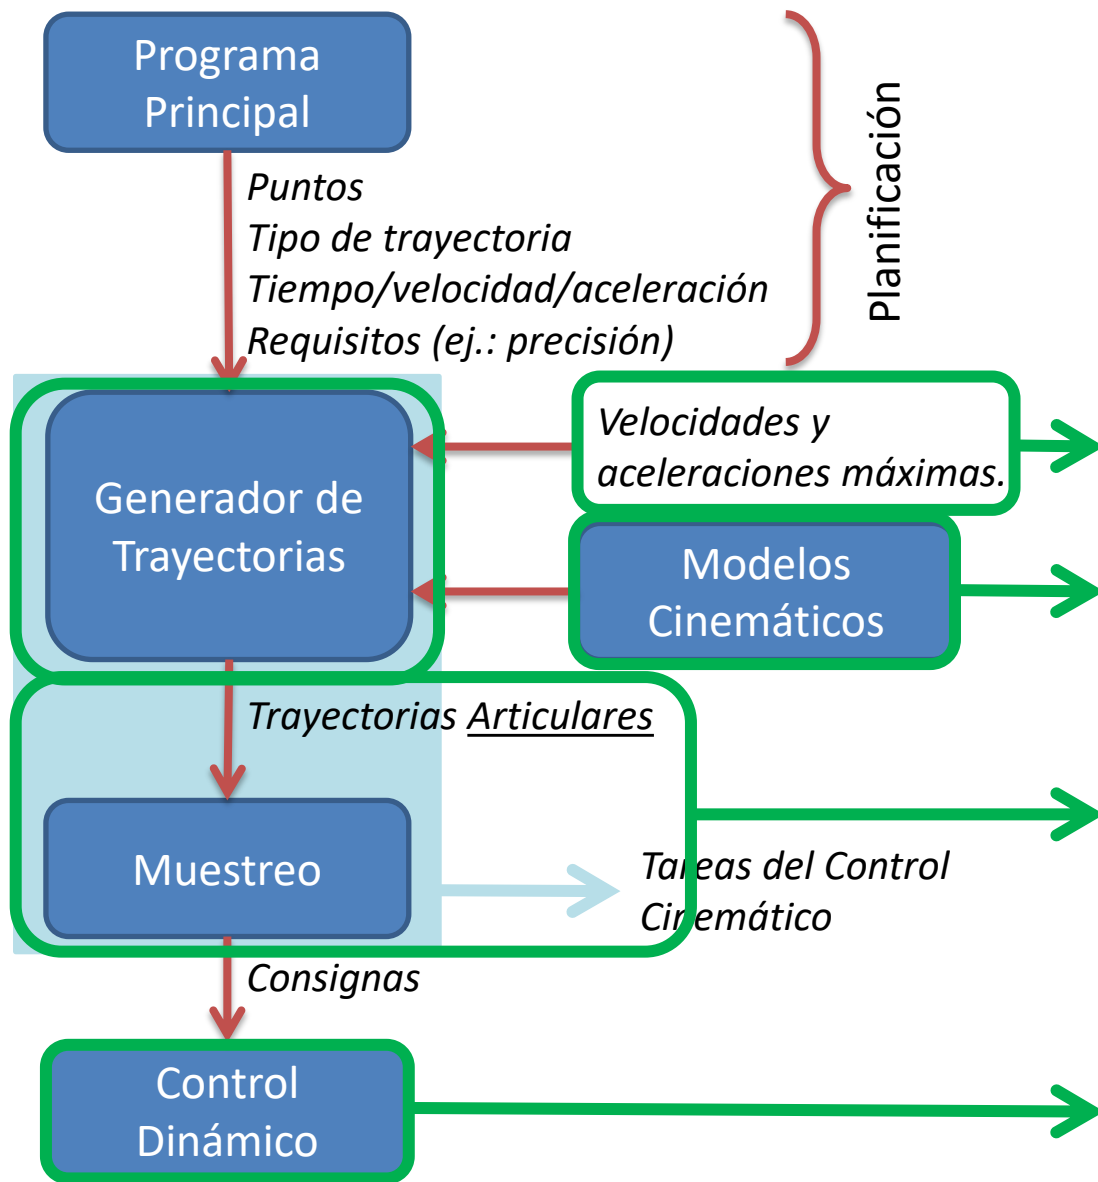 Programa
Principal
Puntos
Tipo de trayectoria
Tiempo/velocidad/aceleración
Requisitos (ej.: precisión)
Planificación
Generador de
Trayectorias
Velocidades y
aceleraciones máximas.
Modelos
Cinemáticos
Trayectorias Articulares
Muestreo
Tareas del Control
Cinemático
Consignas
Control
Dinámico